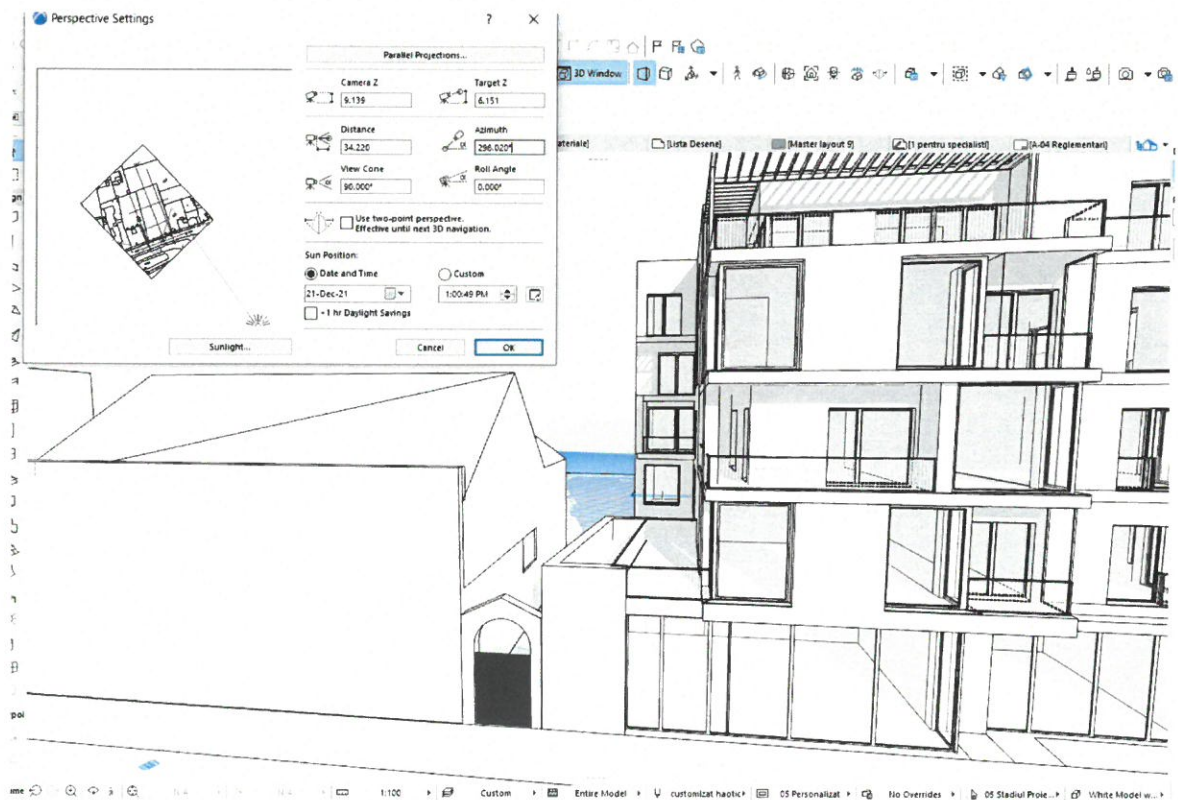 Perspective Settings
?
Parallel Projections...
Camera Z
Target Z
9.139
6.151
Distance
Azimuth
34.220
296.020°
View Cone
Roll Angle
90.000°
0.000°
Use two-point perspective.
Effective until next 3D navigation.
Sun Position:
Date and Time
Custom
21-Dec-21
1:00:49 PM
+1 hr Daylight Savings
Sunlight...
Cancel
OK
3D Window
ateriale]
[Lista Desene]
[Master layout 9]
[1 pentru specialisti]
[A-04 Reglementari]
poi
N/A
N/A
1:100
Custom
Entire Model
customizat haotic
05 Personalizat
No Overrides
05 Stadiul Proie...
White Model w...